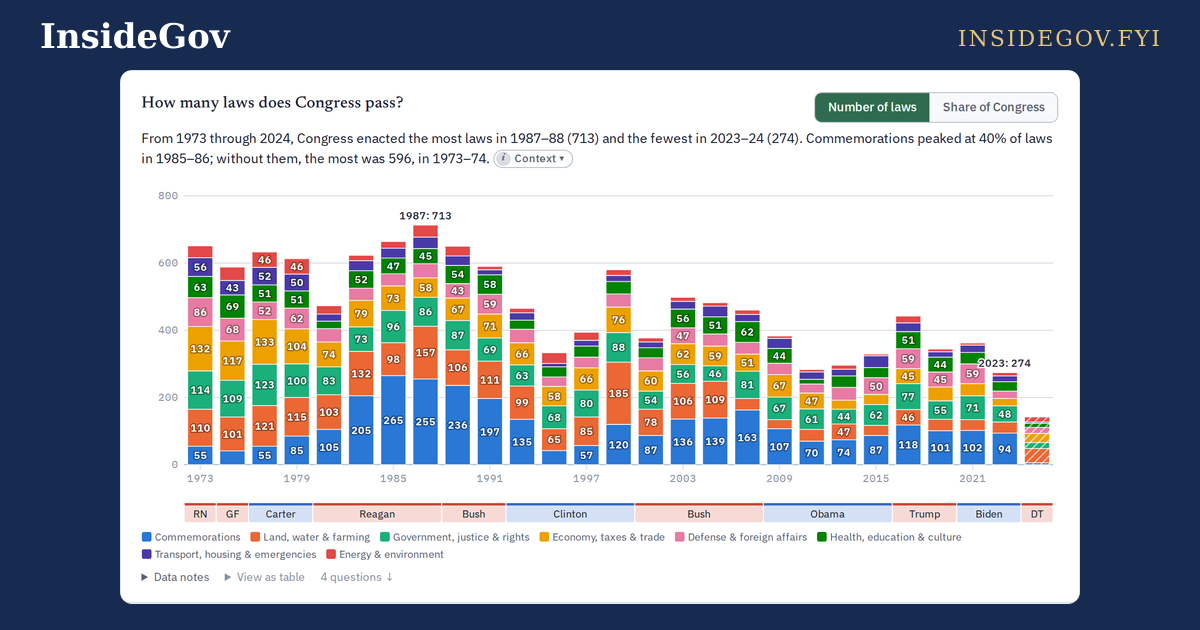 InsideGov
INSIDEGOV.FYI
How many laws does Congress pass?
Number of laws
Share of Congress
From 1973 through 2024, Congress enacted the most laws in 1987–88 (713) and the fewest in 2023–24 (274). Commemorations peaked at 40% of laws
in 1985–86; without them, the most was 596, in 1973–74. i Context ▾
800
600
400
200
0
1987: 713
2023: 274
56 63 86 132 114 110 55
43 69 68 117 109 101
46 52 51 52 133 123 121 55
46 50 51 62 104 100 115 85
74 83 103 105
52 79 73 132 205
47 73 96 98 265
45 58 86 157 255
54 43 67 87 106 236
58 59 71 69 111 197
66 63 99 135
58 68 65
66 80 85 57
76 88 185 120
60 54 78 87
56 47 62 56 106 136
51 59 46 109 139
62 51 81 163
44 67 67 107
47 61 70
44 47 74
50 62 87
51 59 45 77 46 118
44 45 55 101
59 71 102
48 94
1973 1979 1985 1991 1997 2003 2009 2015 2021
RN GF Carter Reagan Bush Clinton Bush Obama Trump Biden DT
Commemorations Land, water & farming Government, justice & rights Economy, taxes & trade Defense & foreign affairs Health, education & culture
Transport, housing & emergencies Energy & environment
▶ Data notes ▶ View as table 4 questions ↓